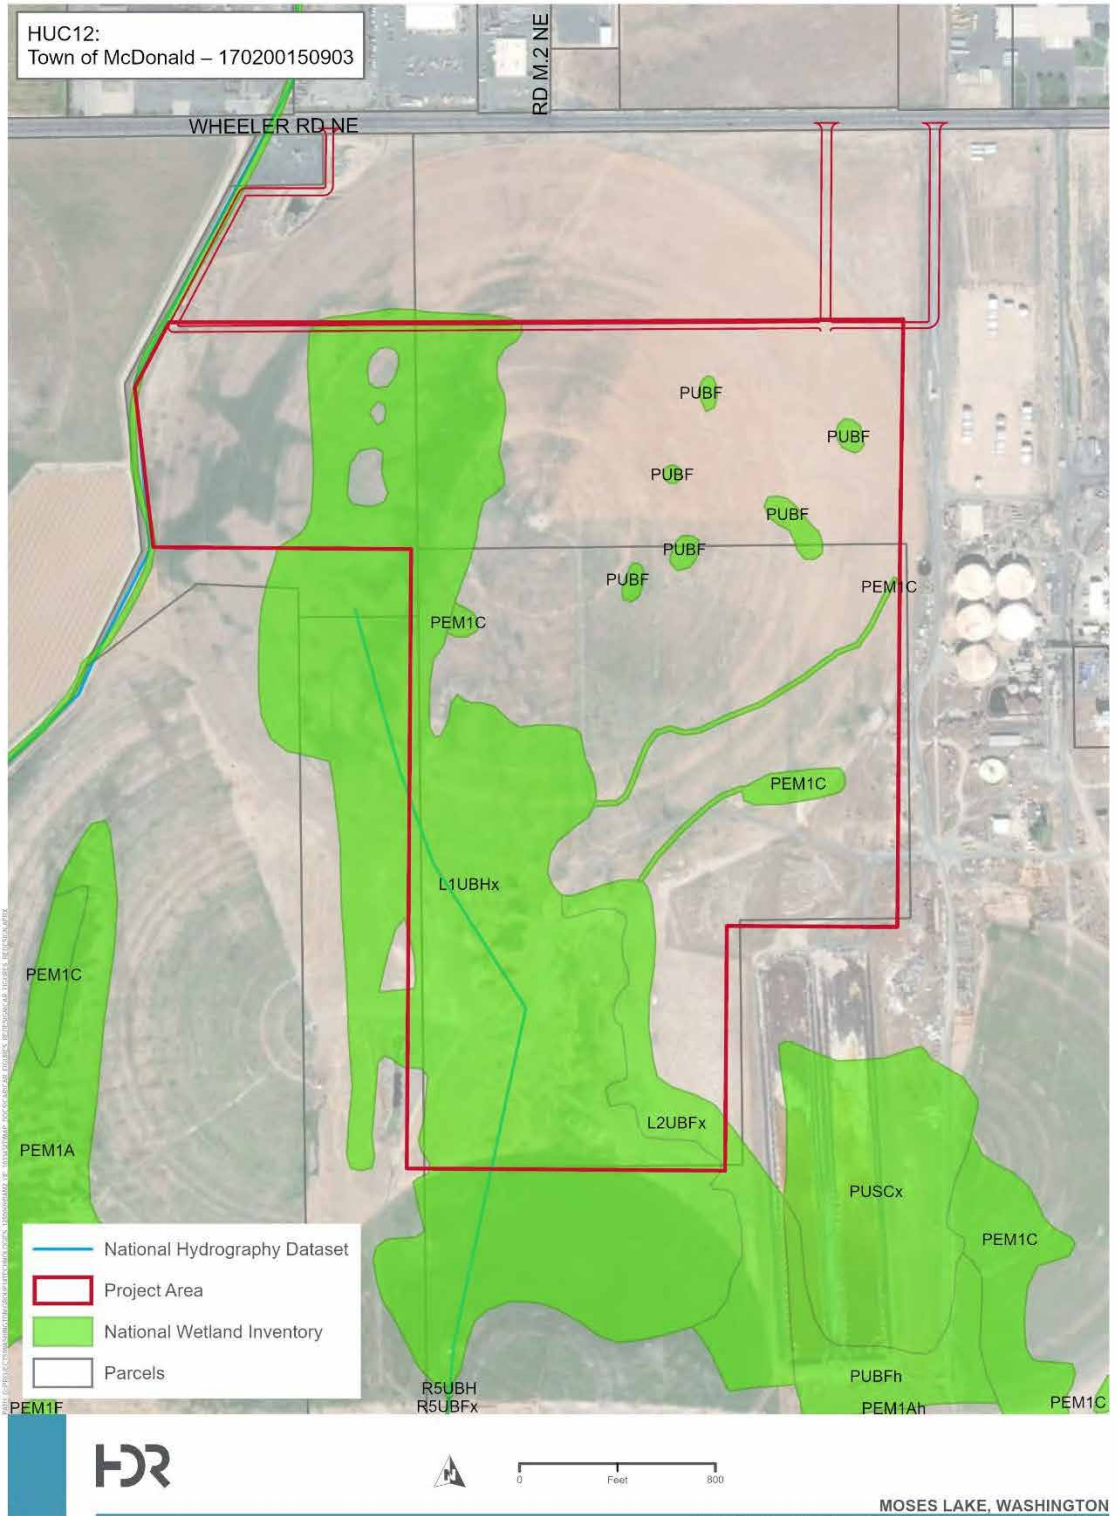 HUC12:
Town of McDonald – 170200150903
RD M.2 NE
WHEELER RD NE
PUBF
PUBF
PUBF
PUBF
PUBF
PUBF
PEM1C
PEM1C
PEM1C
L1UBHx
PEM1C
L2UBFx
PEM1A
PUSCx
PEM1C
National Hydrography Dataset
Project Area
National Wetland Inventory
Parcels
PUBFh
R5UBH
R5UBFx
PEM1F
PEM1Ah
PEM1C
HDR
N
0
Feet
800
MOSES LAKE, WASHINGTON